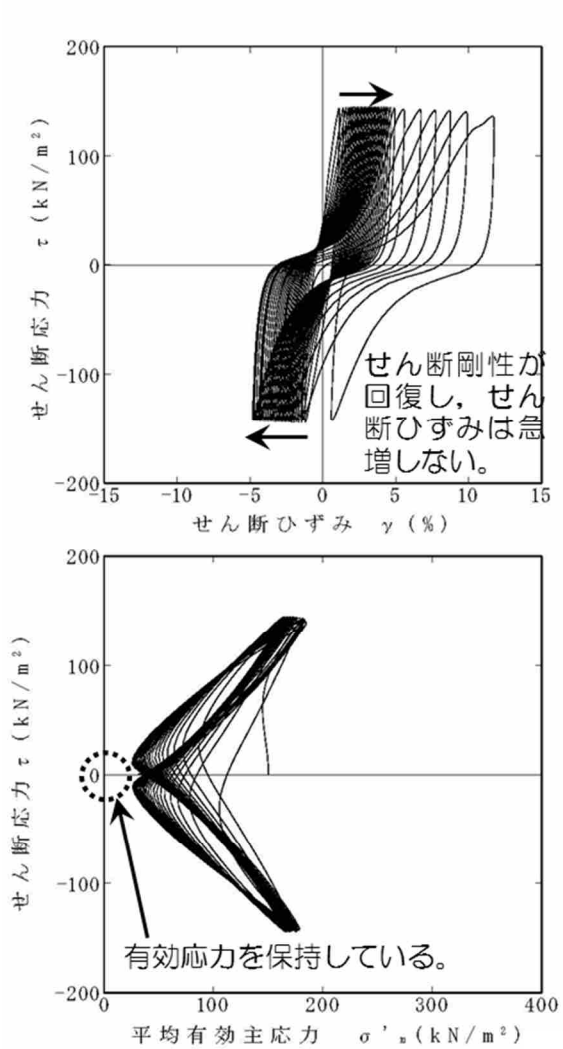 200
100
0
-100
-200
せん断応力 τ (kN/m²)
せん断剛性が
回復し，せん
断ひずみは急
増しない。
-15 -10 -5 0 5 10 15
せん断ひずみ γ (%)
200
100
0
-100
-200
せん断応力 τ (kN/m²)
有効応力を保持している。
0 100 200 300 400
平均有効主応力 σ'm (kN/m²)